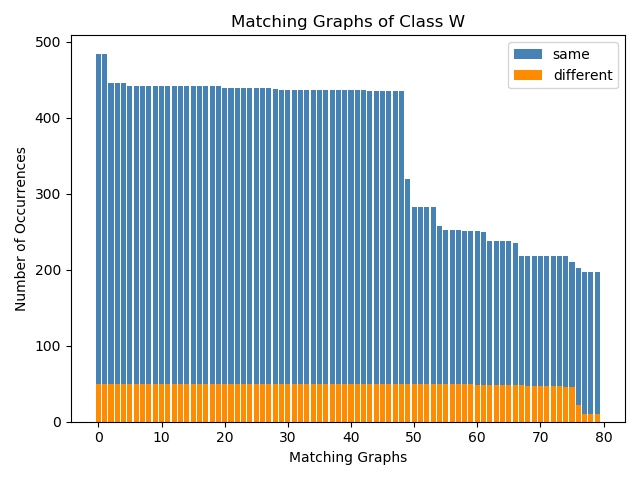 Matching Graphs of Class W
same
different
Number of Occurrences
500
400
300
200
100
0
0 10 20 30 40 50 60 70 80
Matching Graphs